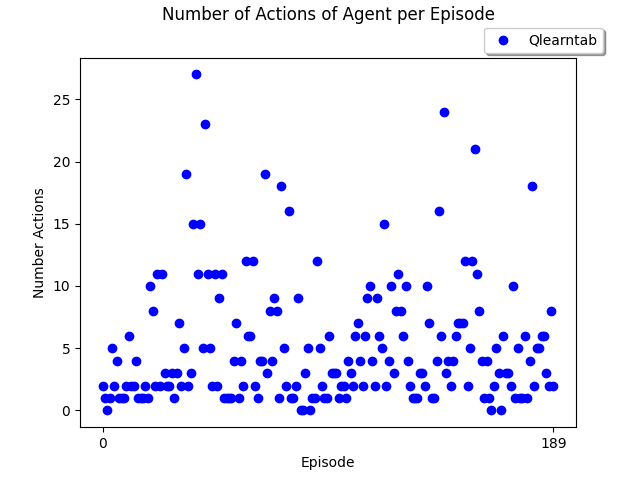 Number of Actions of Agent per Episode
Qlearntab
25
20
15
10
5
0
Number Actions
0
189
Episode